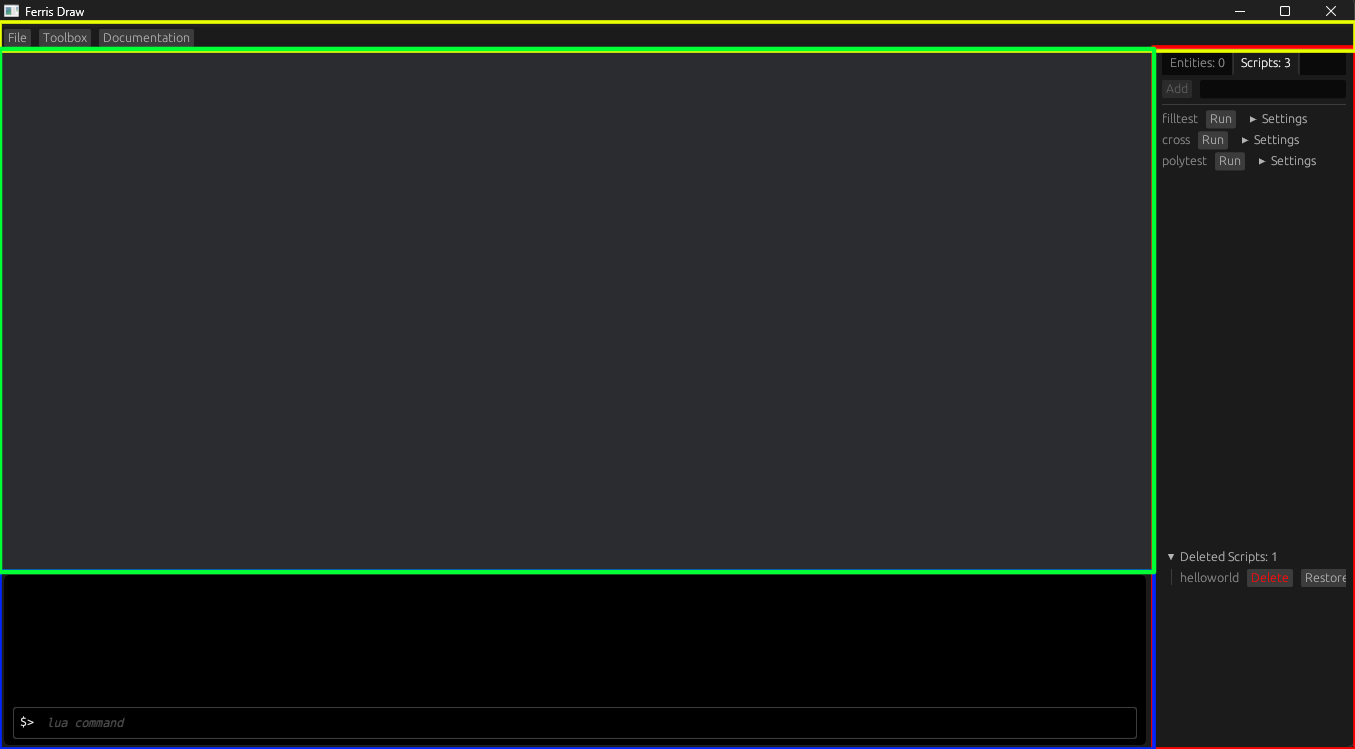 Ferris Draw
File Toolbox Documentation
Entities: 0 Scripts: 3
Add
filltest Run Settings
cross Run Settings
polytest Run Settings
Deleted Scripts: 1
helloworld Delete Restore
$> lua command